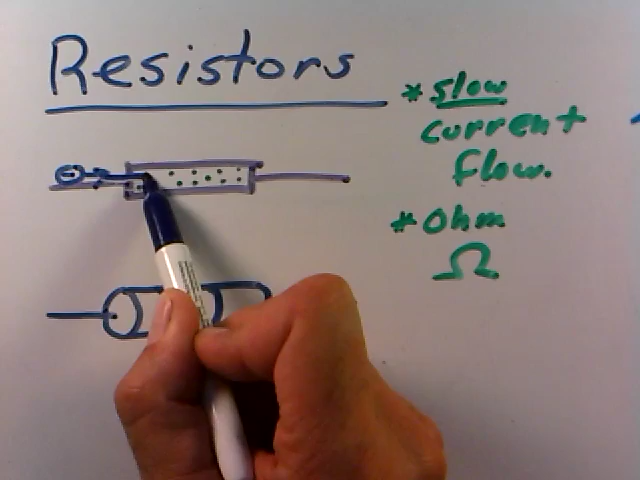 Resistors
* slow
current
flow.
* Ohm
Ω